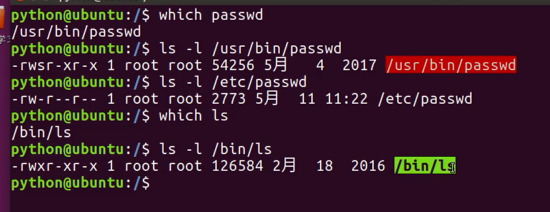 python@ubuntu:/$ which passwd
/usr/bin/passwd
python@ubuntu:/$ ls -l /usr/bin/passwd
-rwsr-xr-x 1 root root 54256 5月   4  2017 /usr/bin/passwd
python@ubuntu:/$ ls -l /etc/passwd
-rw-r--r-- 1 root root 2773 5月  11 11:22 /etc/passwd
python@ubuntu:/$ which ls
/bin/ls
python@ubuntu:/$ ls -l /bin/ls
-rwxr-xr-x 1 root root 126584 2月  18  2016 /bin/ls
python@ubuntu:/$